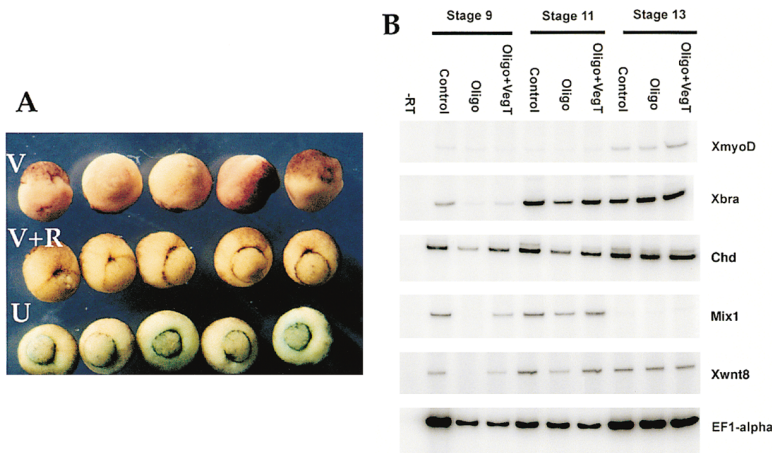 A
V
V+R
U
B
Stage 9 Stage 11 Stage 13
-RT Control Oligo Oligo+VegT Control Oligo Oligo+VegT Control Oligo Oligo+VegT
XmyoD
Xbra
Chd
Mix1
Xwnt8
EF1-alpha